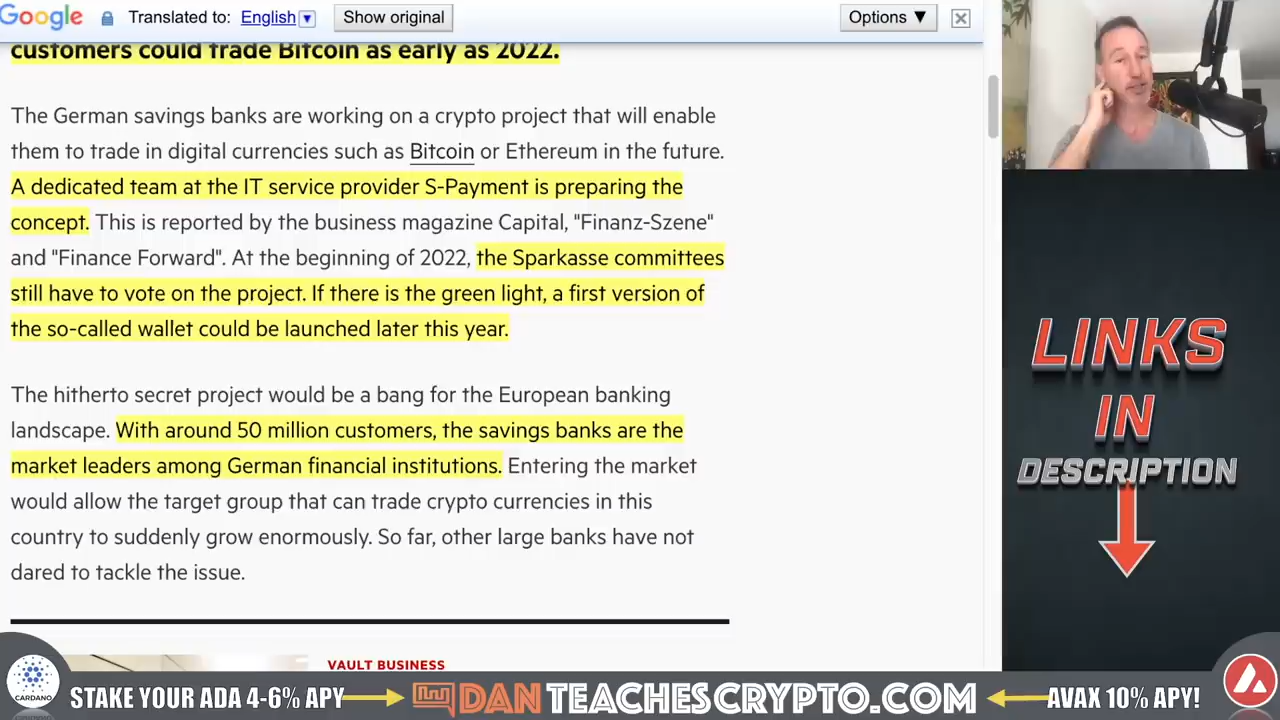 Google
Translated to: English ▼
Show original
Options ▼
customers could trade Bitcoin as early as 2022.
The German savings banks are working on a crypto project that will enable
them to trade in digital currencies such as Bitcoin or Ethereum in the future.
A dedicated team at the IT service provider S-Payment is preparing the
concept. This is reported by the business magazine Capital, "Finanz-Szene"
and "Finance Forward". At the beginning of 2022, the Sparkasse committees
still have to vote on the project. If there is the green light, a first version of
the so-called wallet could be launched later this year.
The hitherto secret project would be a bang for the European banking
landscape. With around 50 million customers, the savings banks are the
market leaders among German financial institutions. Entering the market
would allow the target group that can trade crypto currencies in this
country to suddenly grow enormously. So far, other large banks have not
dared to tackle the issue.
VAULT BUSINESS
LINKS
IN
DESCRIPTION
CARDANO
STAKE YOUR ADA 4-6% APY
DANTEACHESCRYPTO.COM
AVAX 10% APY!